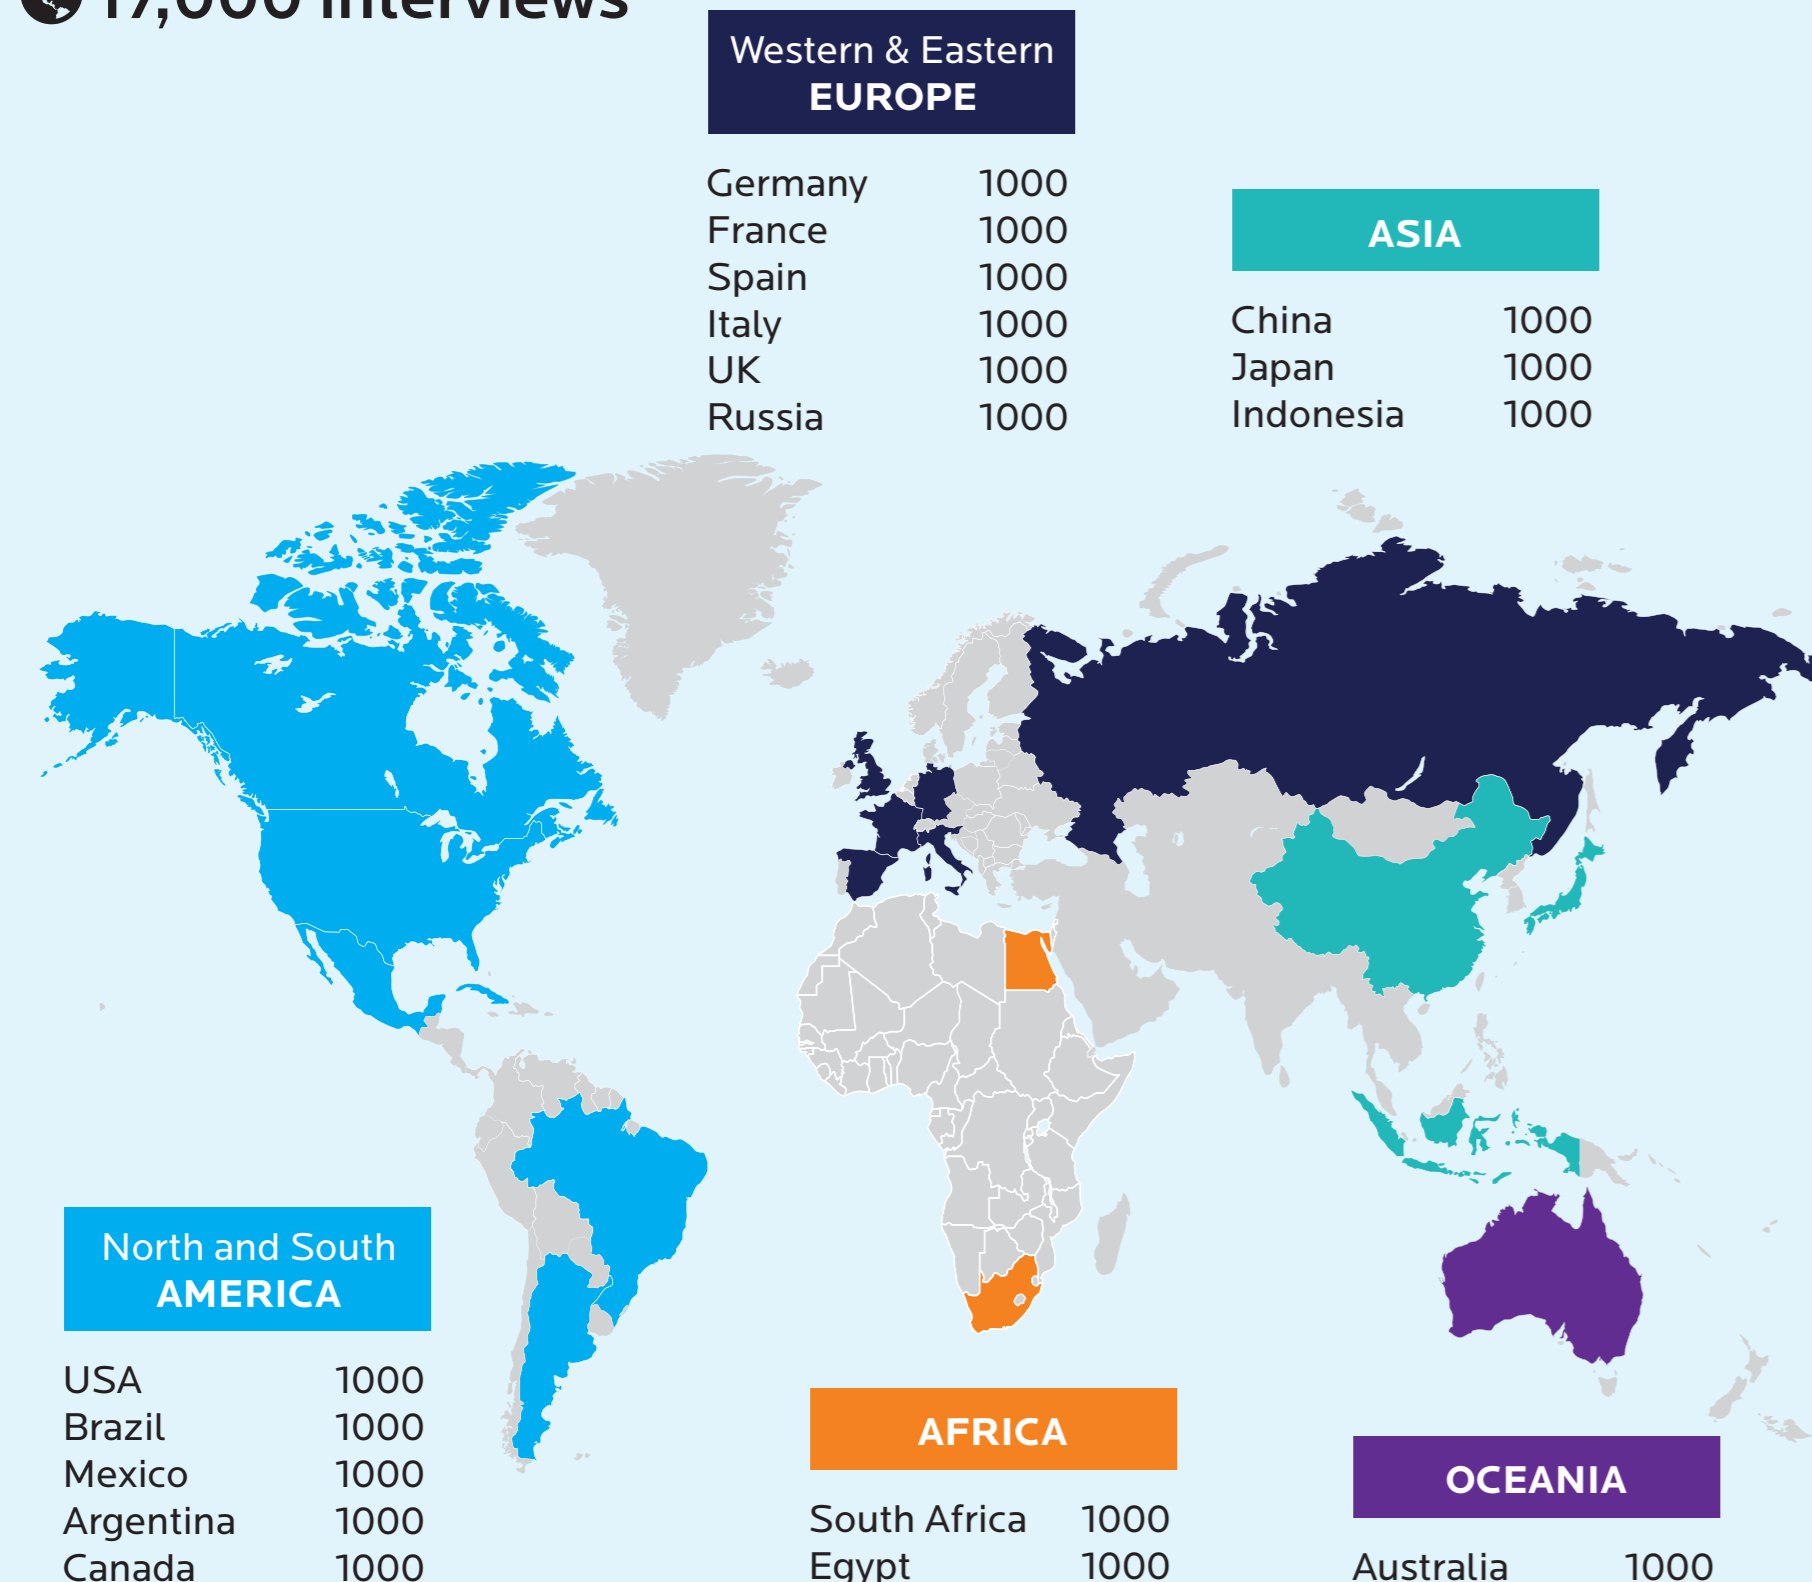 17,000 interviews
Western & Eastern
EUROPE
Germany 1000
France 1000
Spain 1000
Italy 1000
UK 1000
Russia 1000
ASIA
China 1000
Japan 1000
Indonesia 1000
North and South
AMERICA
USA 1000
Brazil 1000
Mexico 1000
Argentina 1000
Canada 1000
AFRICA
South Africa 1000
Egypt 1000
OCEANIA
Australia 1000